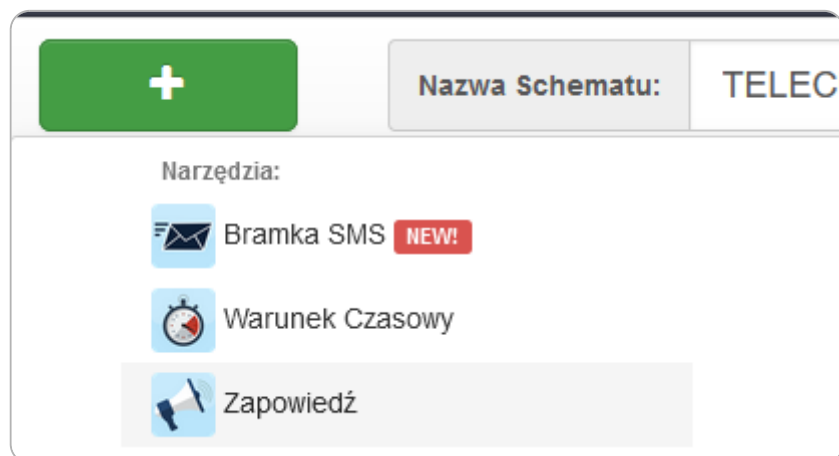 Nazwa Schematu: TELEC
Narzędzia:
Bramka SMS NEW!
Warunek Czasowy
Zapowiedź